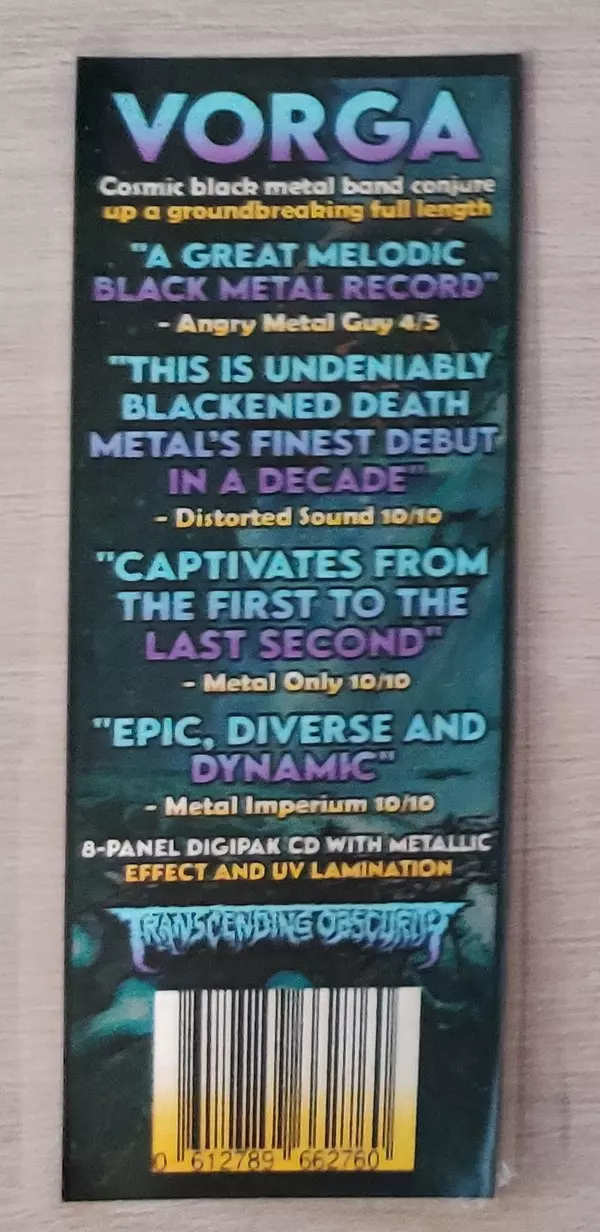 VORGA
Cosmic black metal band conjure
up a groundbreaking full length
"A GREAT MELODIC
BLACK METAL RECORD"
- Angry Metal Guy 4/5
"THIS IS UNDENIABLY
BLACKENED DEATH
METAL'S FINEST DEBUT
IN A DECADE"
- Distorted Sound 10/10
"CAPTIVATES FROM
THE FIRST TO THE
LAST SECOND"
- Metal Only 10/10
"EPIC, DIVERSE AND
DYNAMIC"
- Metal Imperium 10/10
8-PANEL DIGIPAK CD WITH METALLIC
EFFECT AND UV LAMINATION
TRANSCENDING OBSCURITY
0 612789 662760